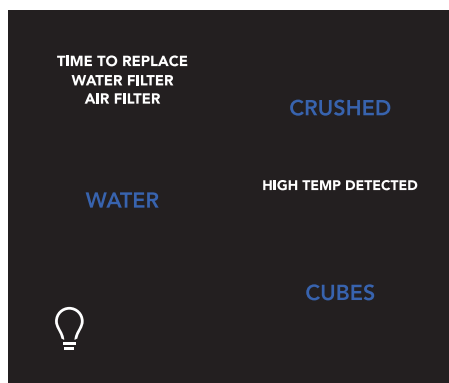 TIME TO REPLACE
WATER FILTER
AIR FILTER
CRUSHED
WATER
HIGH TEMP DETECTED
CUBES